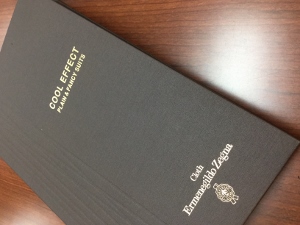 COOL EFFECT
PLAIN & FANCY SUITS
Cloth
Ermenegildo Zegna